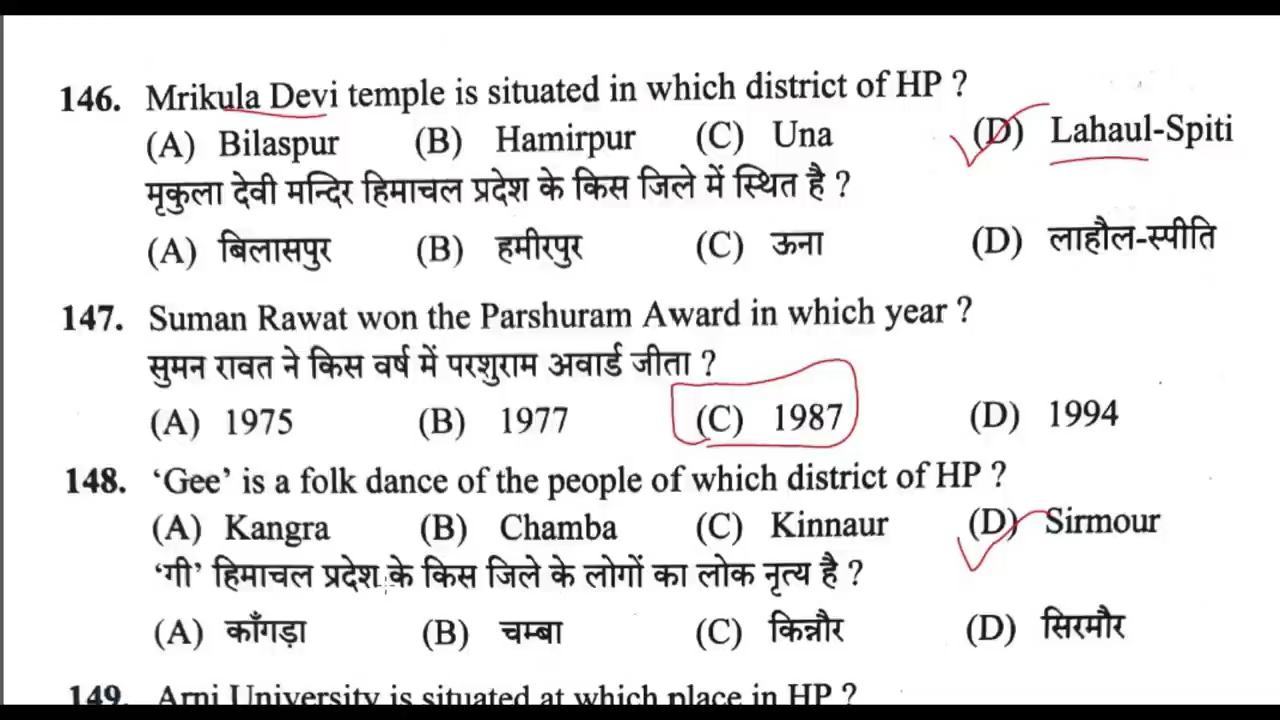 146. Mrikula Devi temple is situated in which district of HP ?
(A) Bilaspur (B) Hamirpur (C) Una (D) Lahaul-Spiti
मृकुला देवी मन्दिर हिमाचल प्रदेश के किस जिले में स्थित है ?
(A) बिलासपुर (B) हमीरपुर (C) ऊना (D) लाहौल-स्पीति
147. Suman Rawat won the Parshuram Award in which year ?
सुमन रावत ने किस वर्ष में परशुराम अवार्ड जीता ?
(A) 1975 (B) 1977 (C) 1987 (D) 1994
148. ‘Gee’ is a folk dance of the people of which district of HP ?
(A) Kangra (B) Chamba (C) Kinnaur (D) Sirmour
‘गी’ हिमाचल प्रदेश के किस जिले के लोगों का लोक नृत्य है ?
(A) काँगड़ा (B) चम्बा (C) किन्नौर (D) सिरमौर
149. Arni University is situated at which place in HP ?